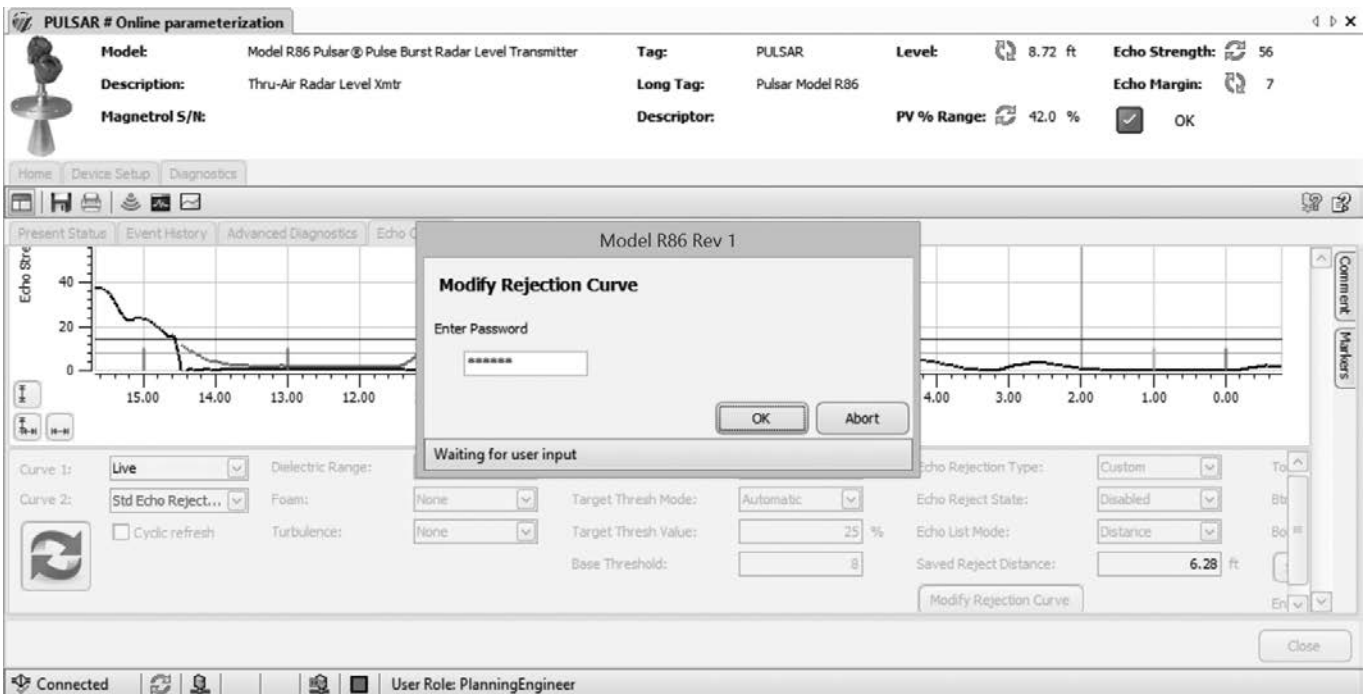 PULSAR # Online parameterization
Model: Model R86 Pulsar® Pulse Burst Radar Level Transmitter Tag: PULSAR Level: 8.72 ft Echo Strength: 56
Description: Thru-Air Radar Level Xmtr Long Tag: Pulsar Model R86 Echo Margin: 7
Magnetrol S/N: Descriptor: PV % Range: 42.0 % OK
Home Device Setup Diagnostics
Present Status Event History Advanced Diagnostics Echo
Model R86 Rev 1
Modify Rejection Curve
Enter Password
******
OK Abort
Waiting for user input
Echo Stre
40
20
0
15.00 14.00 13.00 12.00 4.00 3.00 2.00 1.00 0.00
Comment
Markers
Curve 1: Live Dielectric Range: Echo Rejection Type: Custom To
Curve 2: Std Echo Reject... Foam: None Target Thresh Mode: Automatic Echo Reject State: Disabled
Cyclic refresh Turbulence: None Target Thresh Value: 25 % Echo List Mode: Distance Bo
Base Threshold: 8 Saved Reject Distance: 6.28 ft
Modify Rejection Curve En
Close
Connected User Role: PlanningEngineer